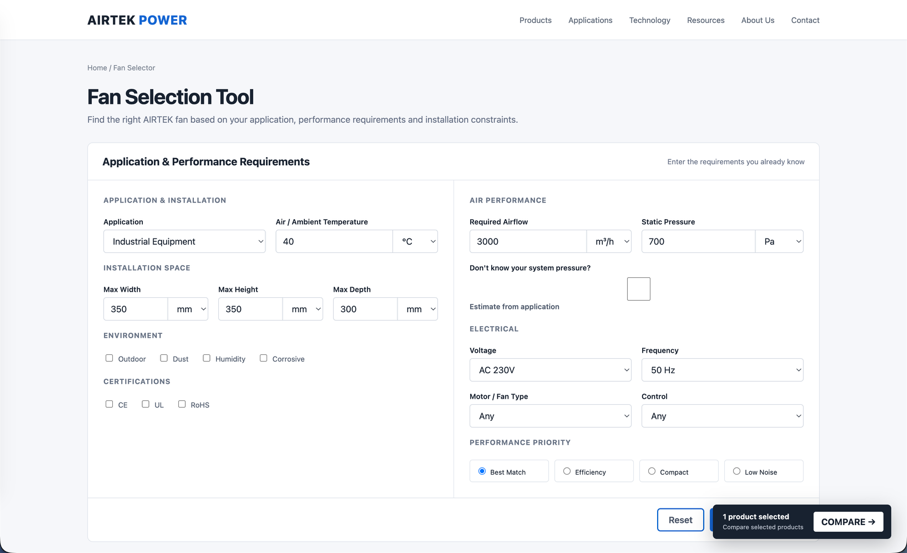 AIRTEK POWER
Products Applications Technology Resources About Us Contact
Home / Fan Selector
Fan Selection Tool
Find the right AIRTEK fan based on your application, performance requirements and installation constraints.
Application & Performance Requirements
Enter the requirements you already know
APPLICATION & INSTALLATION
Application Air / Ambient Temperature
Industrial Equipment 40 °C
INSTALLATION SPACE
Max Width Max Height Max Depth
350 mm 350 mm 300 mm
ENVIRONMENT
Outdoor Dust Humidity Corrosive
CERTIFICATIONS
CE UL RoHS
AIR PERFORMANCE
Required Airflow Static Pressure
3000 m³/h 700 Pa
Don't know your system pressure?
Estimate from application
ELECTRICAL
Voltage Frequency
AC 230V 50 Hz
Motor / Fan Type Control
Any Any
PERFORMANCE PRIORITY
Best Match Efficiency Compact Low Noise
Reset
1 product selected
Compare selected products
COMPARE →